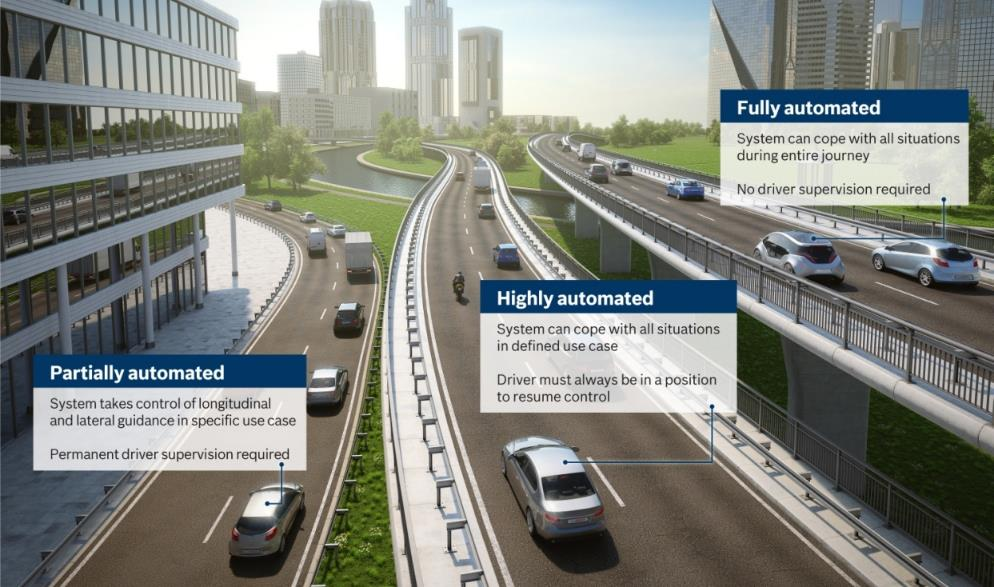 Fully automated
System can cope with all situations
during entire journey
No driver supervision required
Highly automated
System can cope with all situations
in defined use case
Driver must always be in a position
to resume control
Partially automated
System takes control of longitudinal
and lateral guidance in specific use case
Permanent driver supervision required